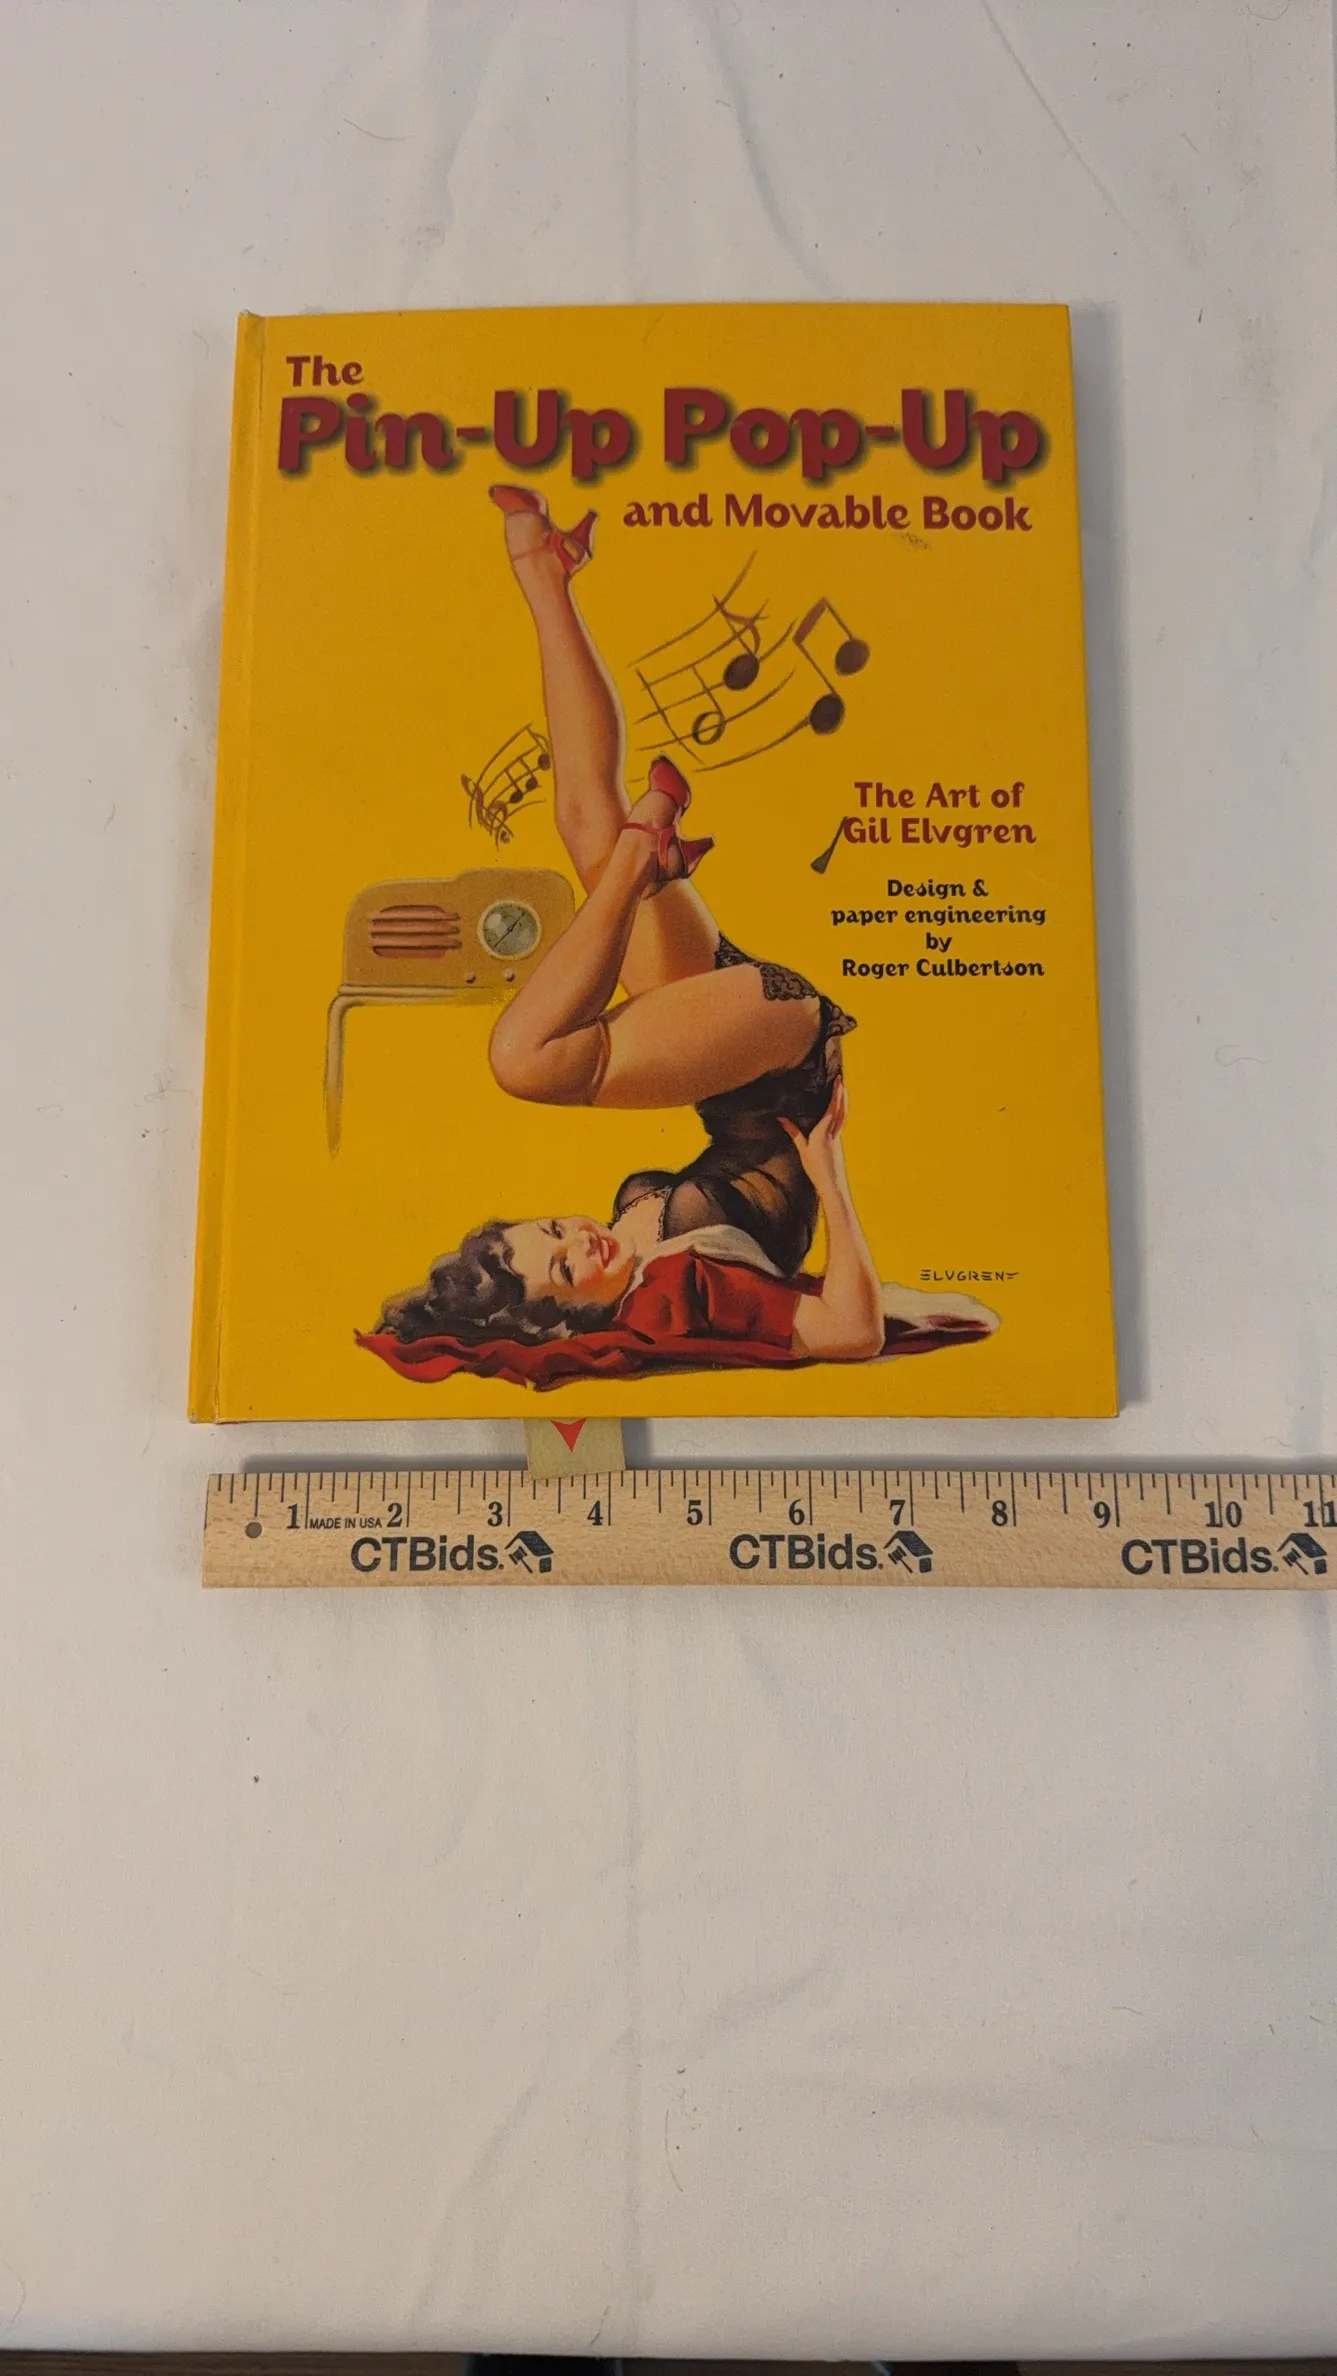 The
Pin-Up Pop-Up
and Movable Book
The Art of
Gil Elvgren
Design &
paper engineering
by
Roger Culbertson
ELVGREN
1 2 3 4 5 6 7 8 9 10 11
MADE IN USA
CTBids. CTBids. CTBids.